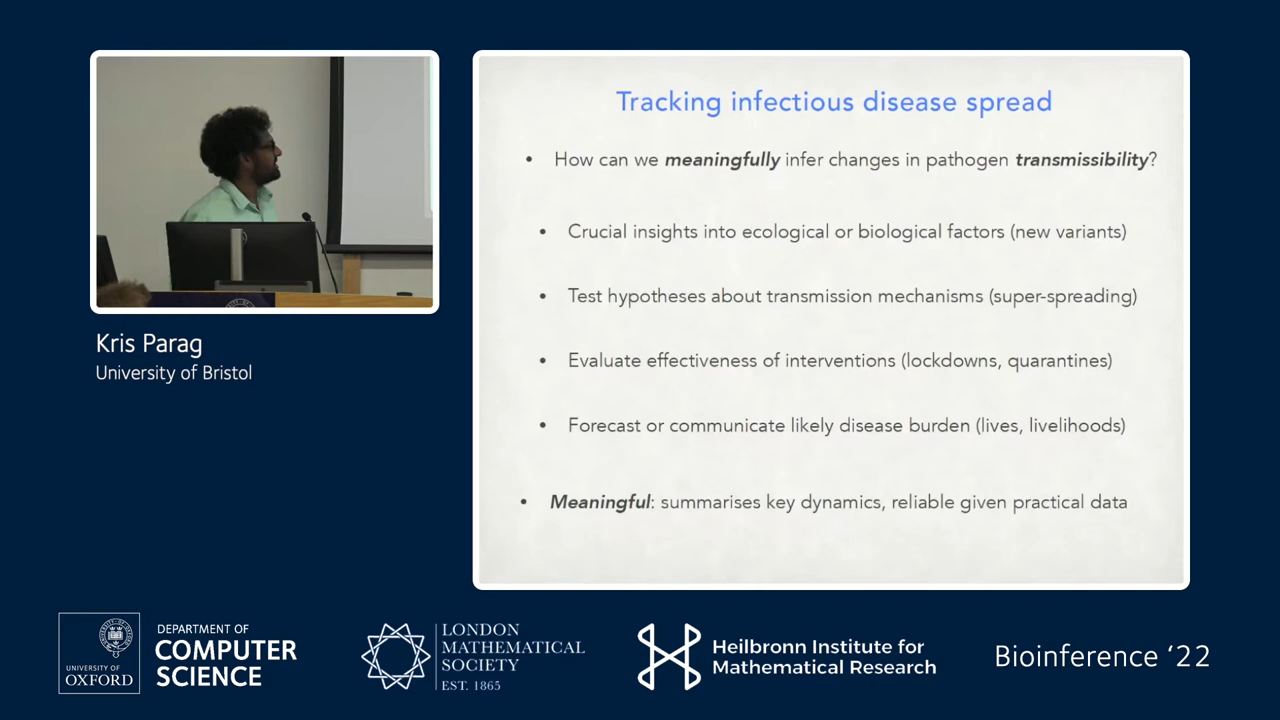 Tracking infectious disease spread
• How can we meaningfully infer changes in pathogen transmissibility?
• Crucial insights into ecological or biological factors (new variants)
• Test hypotheses about transmission mechanisms (super-spreading)
• Evaluate effectiveness of interventions (lockdowns, quarantines)
• Forecast or communicate likely disease burden (lives, livelihoods)
• Meaningful: summarises key dynamics, reliable given practical data
Kris Parag
University of Bristol
UNIVERSITY OF
OXFORD
DEPARTMENT OF
COMPUTER
SCIENCE
LONDON
MATHEMATICAL
SOCIETY
EST. 1865
Heilbronn Institute for
Mathematical Research
Bioinference ‘22